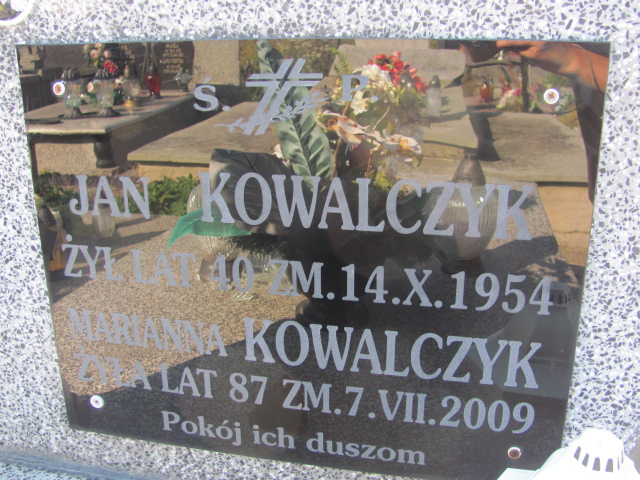 Ś. P.
JAN KOWALCZYK
ŻYŁ LAT 40 ZM.14.X.1954
MARIANNA KOWALCZYK
ŻYŁA LAT 87 ZM.7.VII.2009
Pokój ich duszom